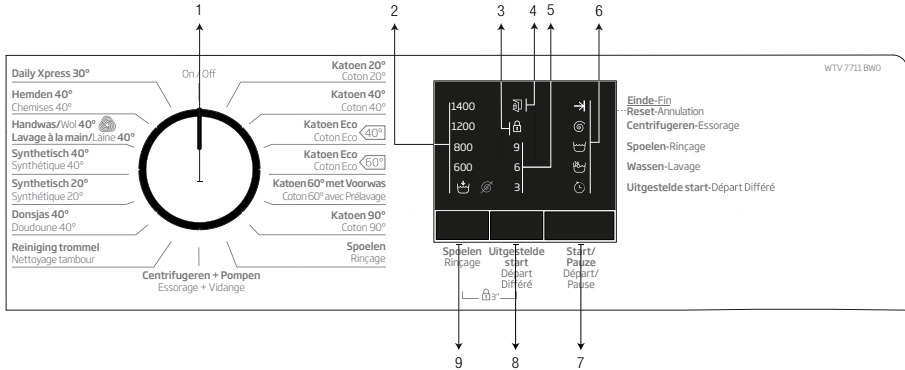 1
2
3
4
5
6
WTV 7711 BW0
On / Off
Daily Xpress 30°
Hemden 40°
Chemises 40°
Handwas/Wol 40°
Lavage à la main/Laine 40°
Synthetisch 40°
Synthétique 40°
Synthetisch 20°
Synthétique 20°
Donsjas 40°
Doudoune 40°
Reiniging trommel
Nettoyage tambour
Centrifugeren + Pompen
Essorage + Vidange
Katoen 20°
Coton 20°
Katoen 40°
Coton 40°
Katoen Eco
Coton Eco 40°
Katoen Eco
Coton Eco 60°
Katoen 60° met Voorwas
Coton 60° avec Prélavage
Katoen 90°
Coton 90°
Spoelen
Rinçage
1400
1200
800
600
9
6
3
Einde-Fin
Reset-Annulation
Centrifugeren-Essorage
Spoelen-Rinçage
Wassen-Lavage
Uitgestelde start-Départ Différé
Spoelen
Rinçage
Uitgestelde
start
Départ
Différé
Start/
Pauze
Départ/
Pause
3"
9
8
7